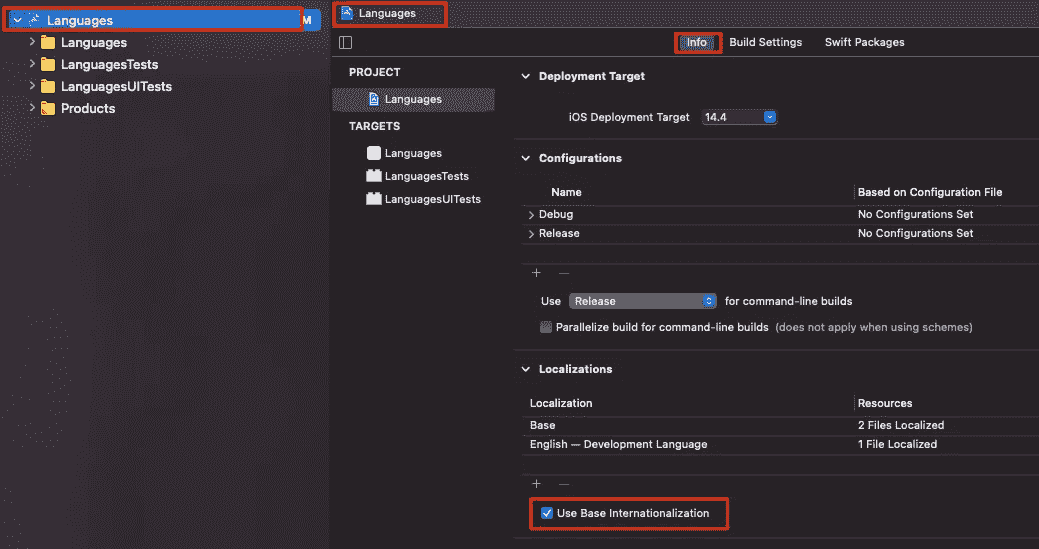 Languages M
Languages
LanguagesTests
LanguagesUITests
Products
Languages
Info Build Settings Swift Packages
PROJECT
Languages
TARGETS
Languages
LanguagesTests
LanguagesUITests
Deployment Target
iOS Deployment Target 14.4
Configurations
Name Based on Configuration File
Debug No Configurations Set
Release No Configurations Set
Use Release for command-line builds
Parallelize build for command-line builds (does not apply when using schemes)
Localizations
Localization Resources
Base 2 Files Localized
English — Development Language 1 File Localized
Use Base Internationalization